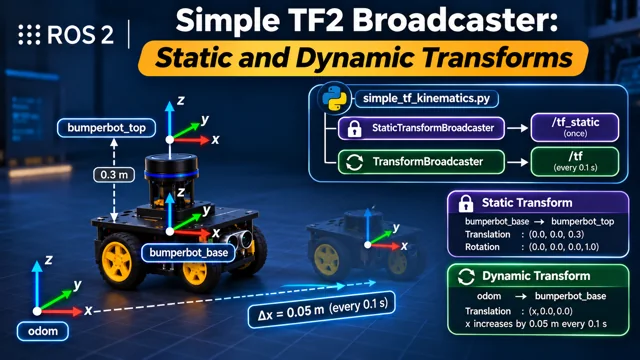 ROS 2
Simple TF2 Broadcaster:
Static and Dynamic Transforms
simple_tf_kinematics.py
StaticTransformBroadcaster
/tf_static
(once)
TransformBroadcaster
/tf
(every 0.1 s)
z
y
x
bumperbot_top
0.3 m
z
y
x
bumperbot_base
z
y
x
odom
Δx = 0.05 m (every 0.1 s)
Static Transform
bumperbot_base → bumperbot_top
Translation : (0.0, 0.0, 0.3)
Rotation : (0.0, 0.0, 0.0, 1.0)
Dynamic Transform
odom → bumperbot_base
Translation : (x, 0.0, 0.0)
x increases by 0.05 m every 0.1 s
z
y
x